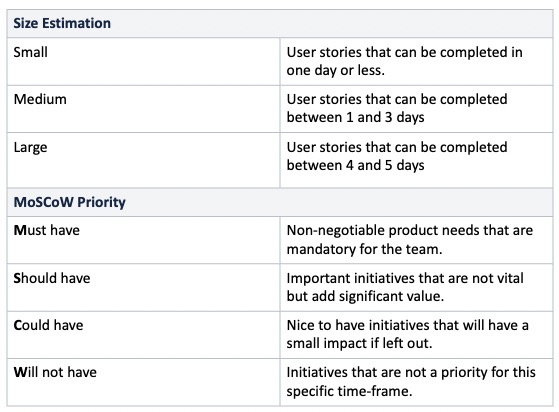 Size Estimation
Small
User stories that can be completed in
one day or less.
Medium
User stories that can be completed
between 1 and 3 days
Large
User stories that can be completed
between 4 and 5 days
MoSCoW Priority
Must have
Non-negotiable product needs that are
mandatory for the team.
Should have
Important initiatives that are not vital
but add significant value.
Could have
Nice to have initiatives that will have a
small impact if left out.
Will not have
Initiatives that are not a priority for this
specific time-frame.